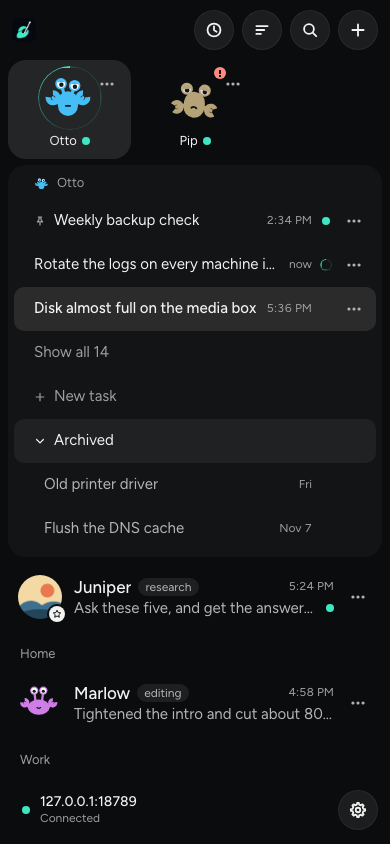 Otto
Pip
Otto
Weekly backup check 2:34 PM
Rotate the logs on every machine i... now
Disk almost full on the media box 5:36 PM
Show all 14
+ New task
Archived
Old printer driver Fri
Flush the DNS cache Nov 7
Juniper research 5:24 PM
Ask these five, and get the answer...
Home
Marlow editing 4:58 PM
Tightened the intro and cut about 80...
Work
127.0.0.1:18789
Connected